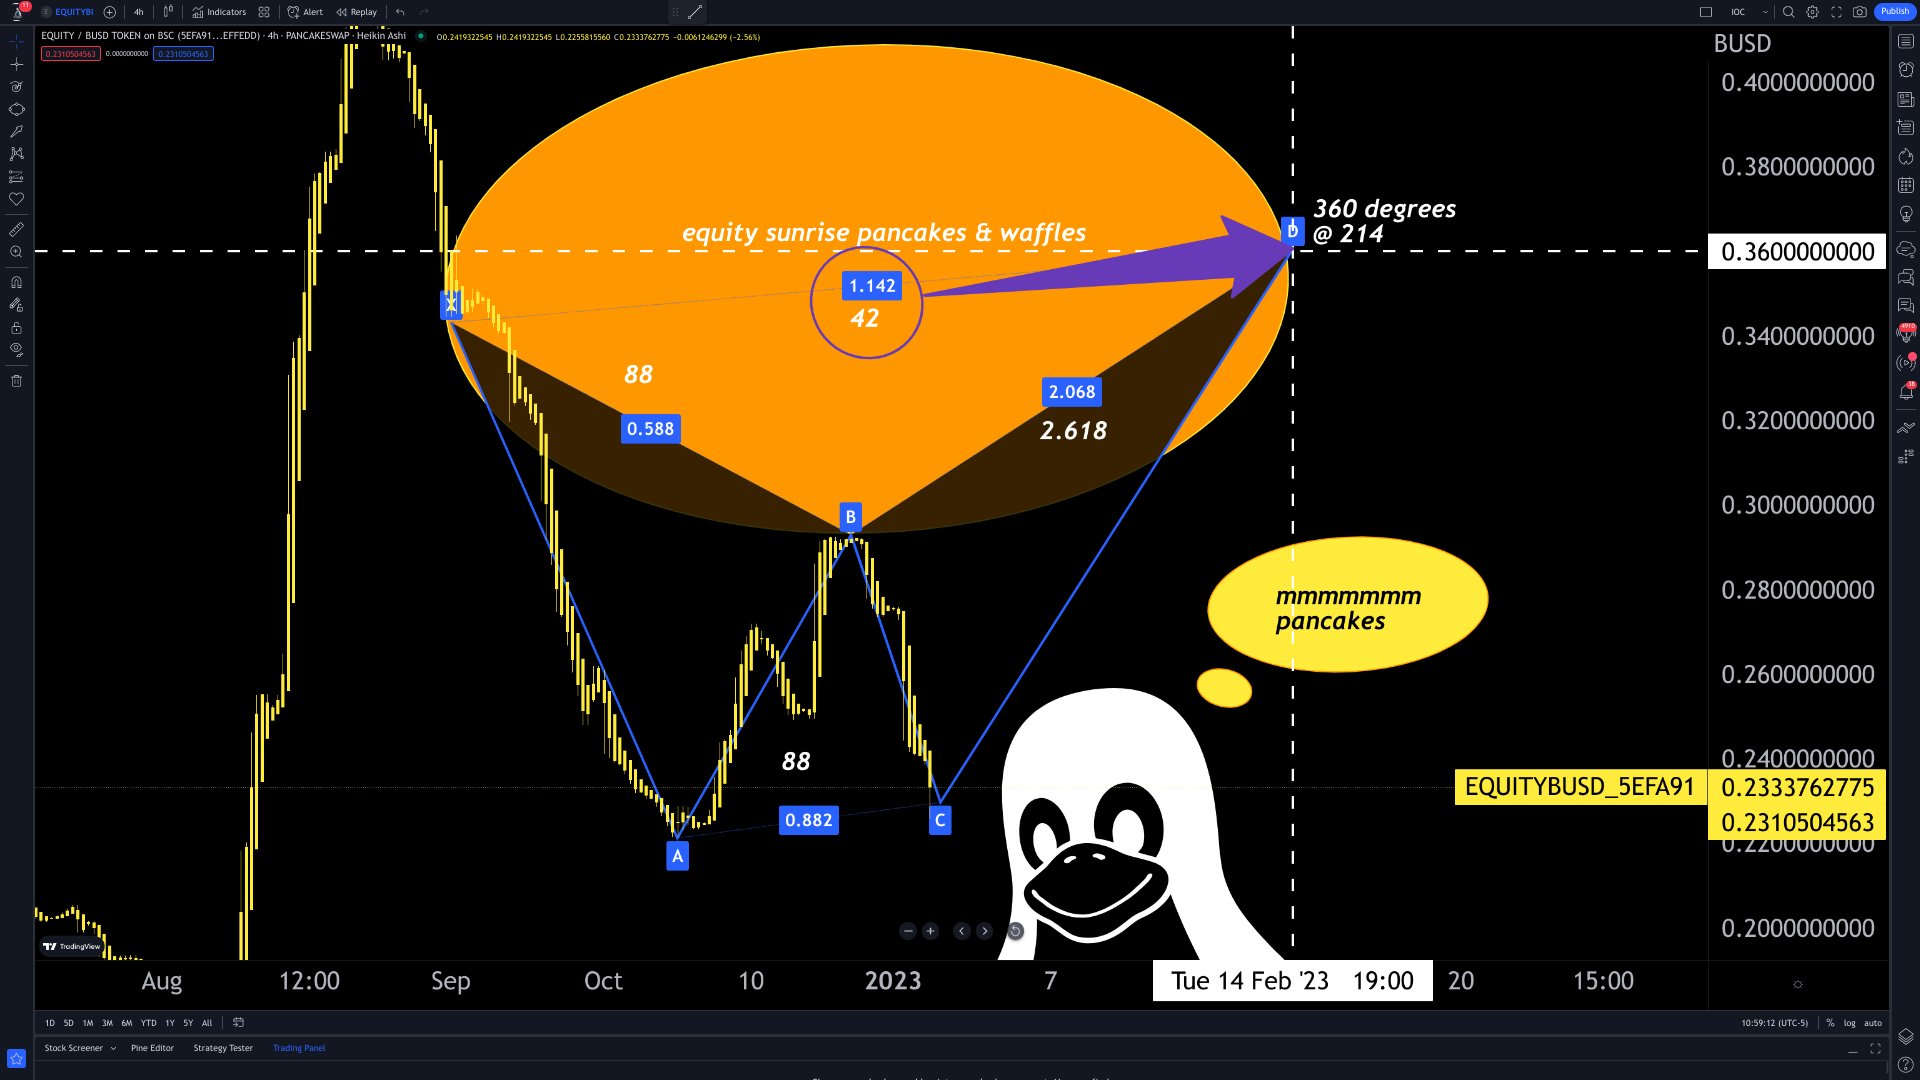 11
EQUITYBI
4h
Indicators
Alert
Replay
IOC
Publish
EQUITY / BUSD TOKEN on BSC (5EFA91...EFFEDD) · 4h · PANCAKESWAP · Heikin Ashi
O0.2419322545 H0.2419322545 L0.2255815560 C0.2333762775 −0.0061246299 (−2.56%)
0.2310504563 0.0000000000 0.2310504563
BUSD
0.4000000000
0.3800000000
0.3600000000
0.3400000000
0.3200000000
0.3000000000
0.2800000000
0.2600000000
0.2400000000
EQUITYBUSD_5EFA91
0.2333762775
0.2310504563
0.2200000000
0.2000000000
360 degrees
@ 214
equity sunrise pancakes & waffles
D
X
1.142
42
88
0.588
2.068
2.618
B
mmmmmmm
pancakes
88
0.882
C
A
4910
38
TradingView
Aug
12:00
Sep
Oct
10
2023
7
Tue 14 Feb '23 19:00
20
15:00
1D 5D 1M 3M 6M YTD 1Y 5Y All
10:59:12 (UTC-5)
% log auto
Stock Screener
Pine Editor
Strategy Tester
Trading Panel